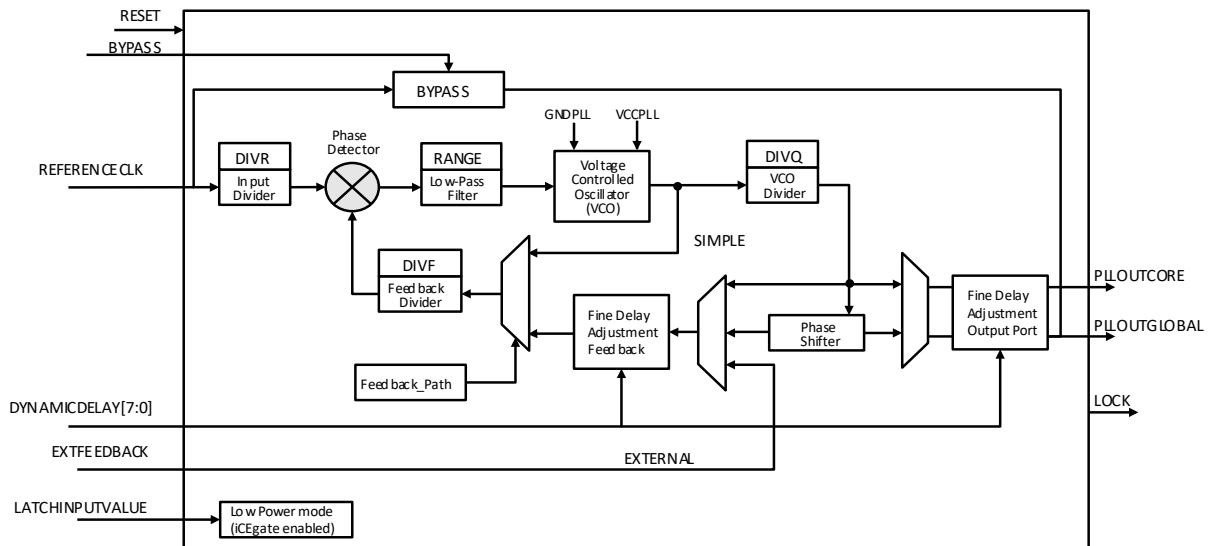 RESET
BYPASS
BYPASS
GNDPLL
VCCPLL
Phase
Detector
REFERENCECLK
DIVR
Input
Divider
RANGE
Low-Pass
Filter
Voltage
Controlled
Oscillator
(VCO)
DIVQ
VCO
Divider
SIMPLE
DIVF
Feedback
Divider
Fine Delay
Adjustment
Feedback
Phase
Shifter
Fine Delay
Adjustment
Output Port
PLLOUTCORE
PLLOUTGLOBAL
Feedback_Path
DYNAMICDELAY[7:0]
LOCK
EXTFEEDBACK
EXTERNAL
LATCHINPUTVALUE
Low Power mode
(iCEgate enabled)